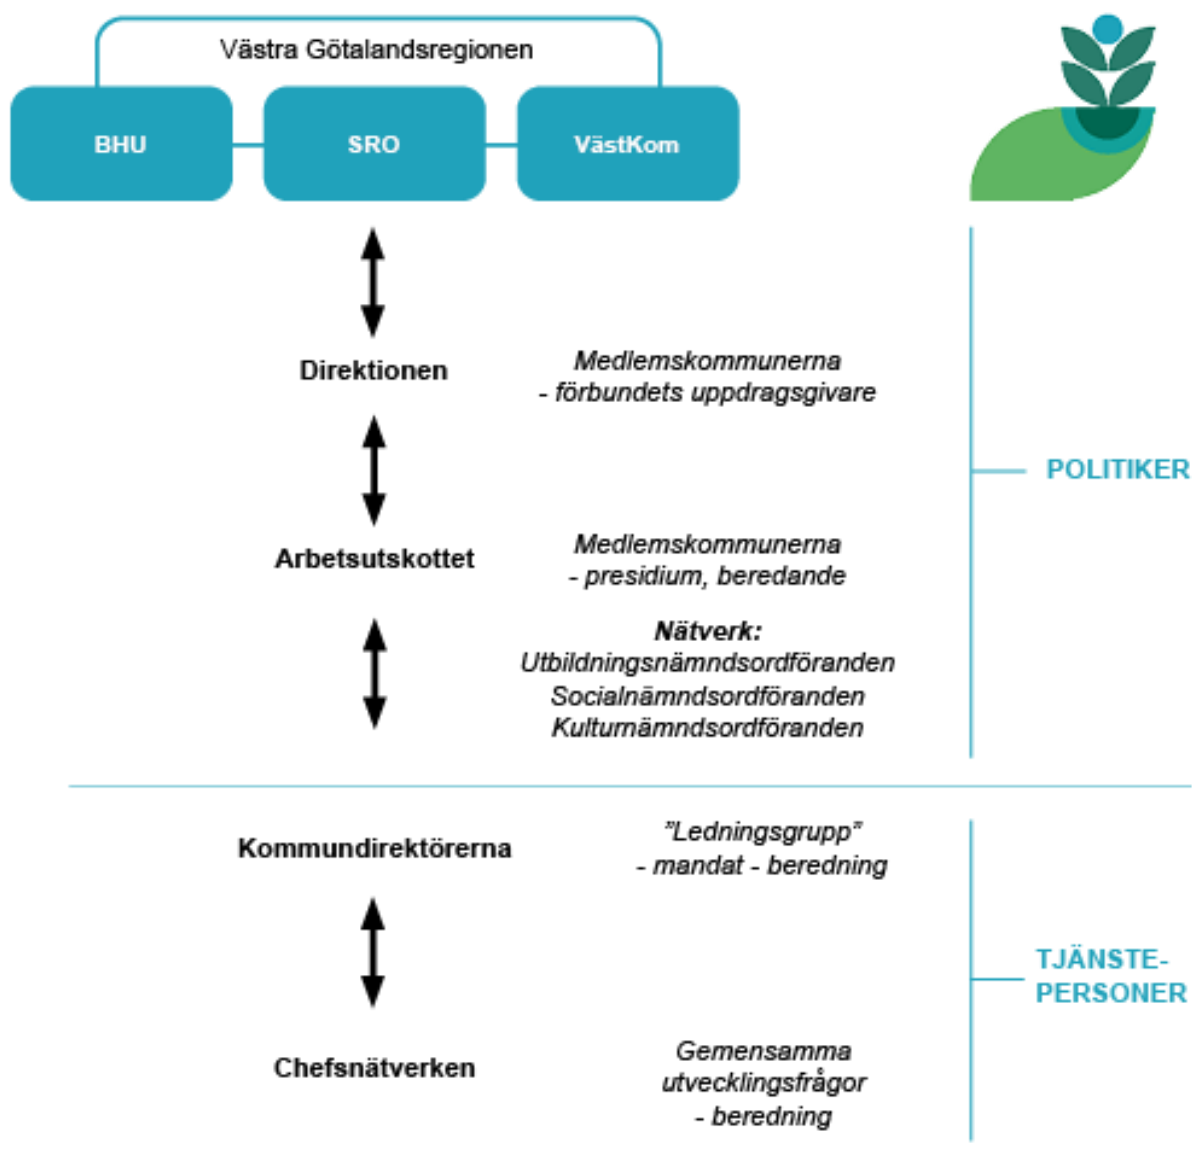 Västra Götalandsregionen
BHU
SRO
VästKom
Direktionen
Medlemskommunerna
- förbundets uppdragsgivare
POLITIKER
Arbetsutskottet
Medlemskommunerna
- presidium, beredande
Nätverk:
Utbildningsnämndsordföranden
Socialnämndsordföranden
Kulturnämndsordföranden
Kommundirektörerna
”Ledningsgrupp”
- mandat - beredning
TJÄNSTE-
PERSONER
Chefsnätverken
Gemensamma
utvecklingsfrågor
- beredning